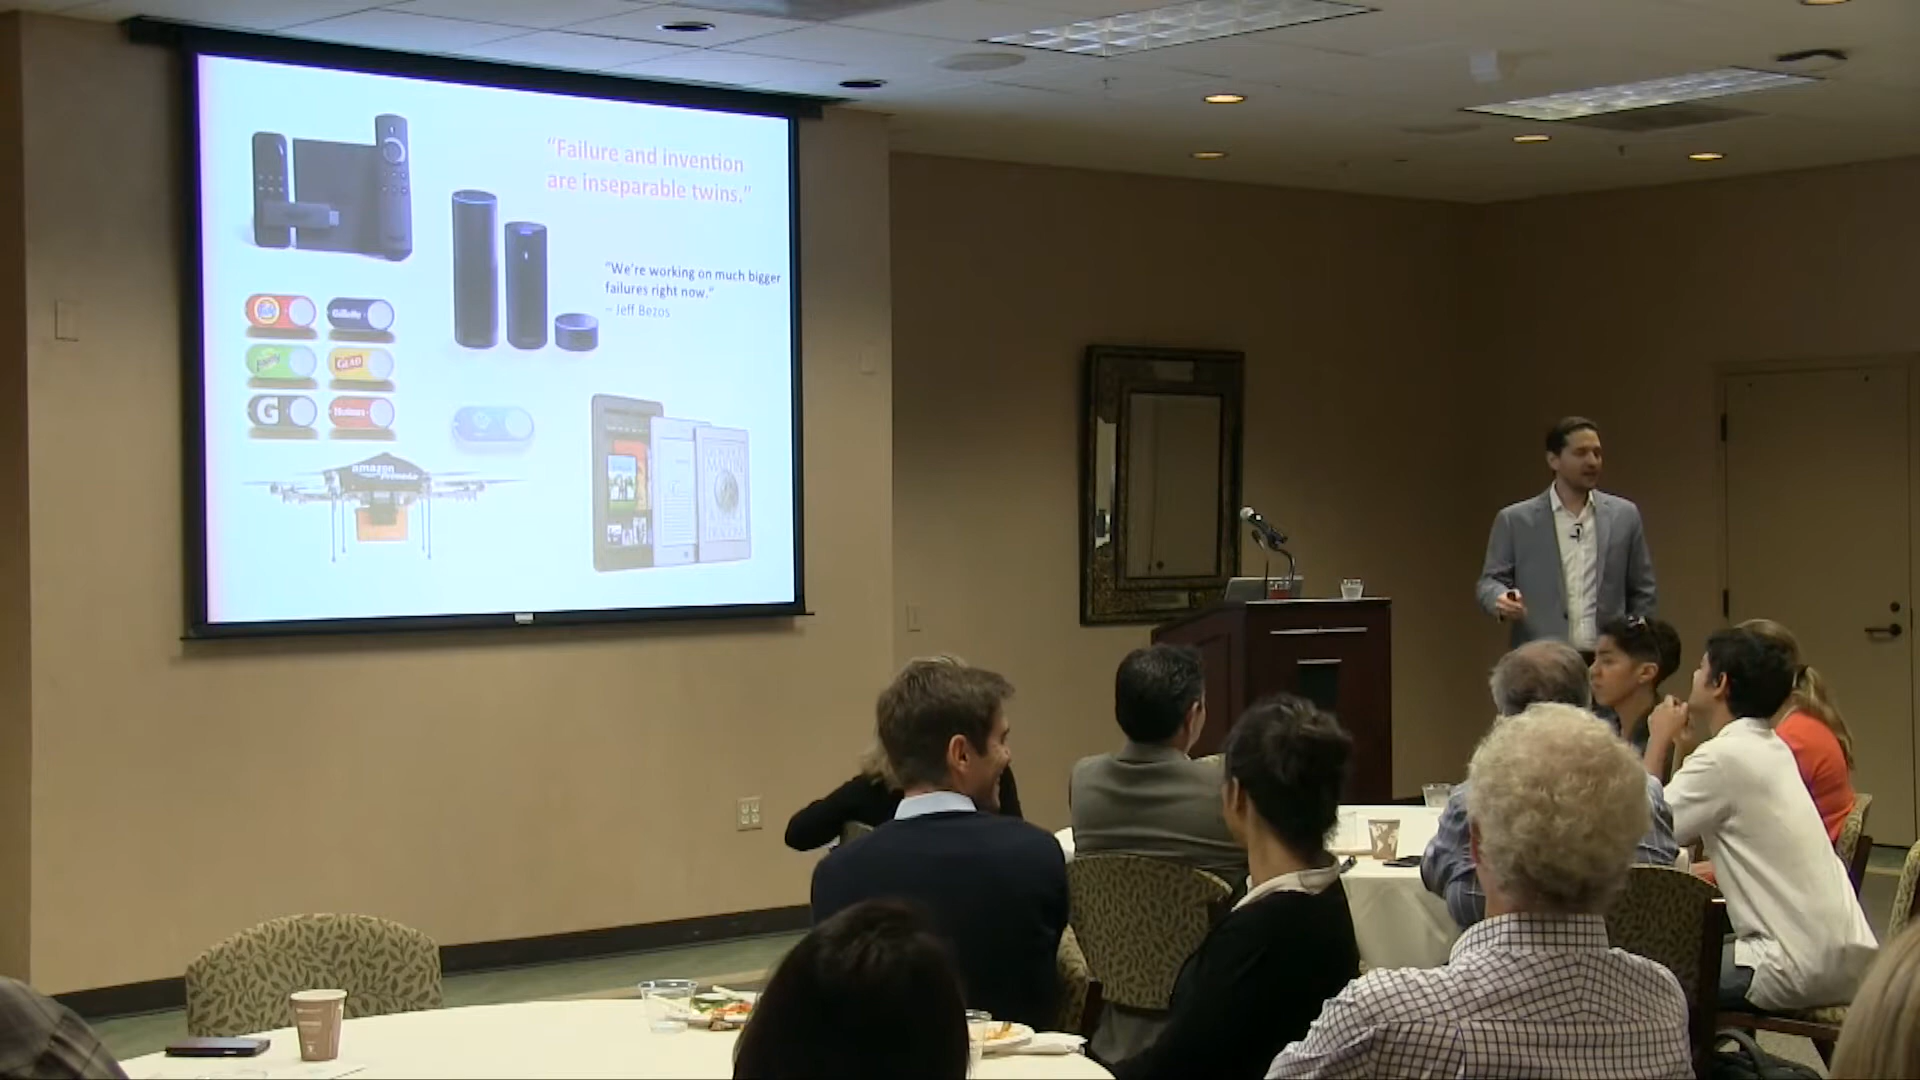 “Failure and invention
are inseparable twins.”
“We're working on much bigger
failures right now.”
– Jeff Bezos
Gillette
GLAD
G
amazon
MARTIN